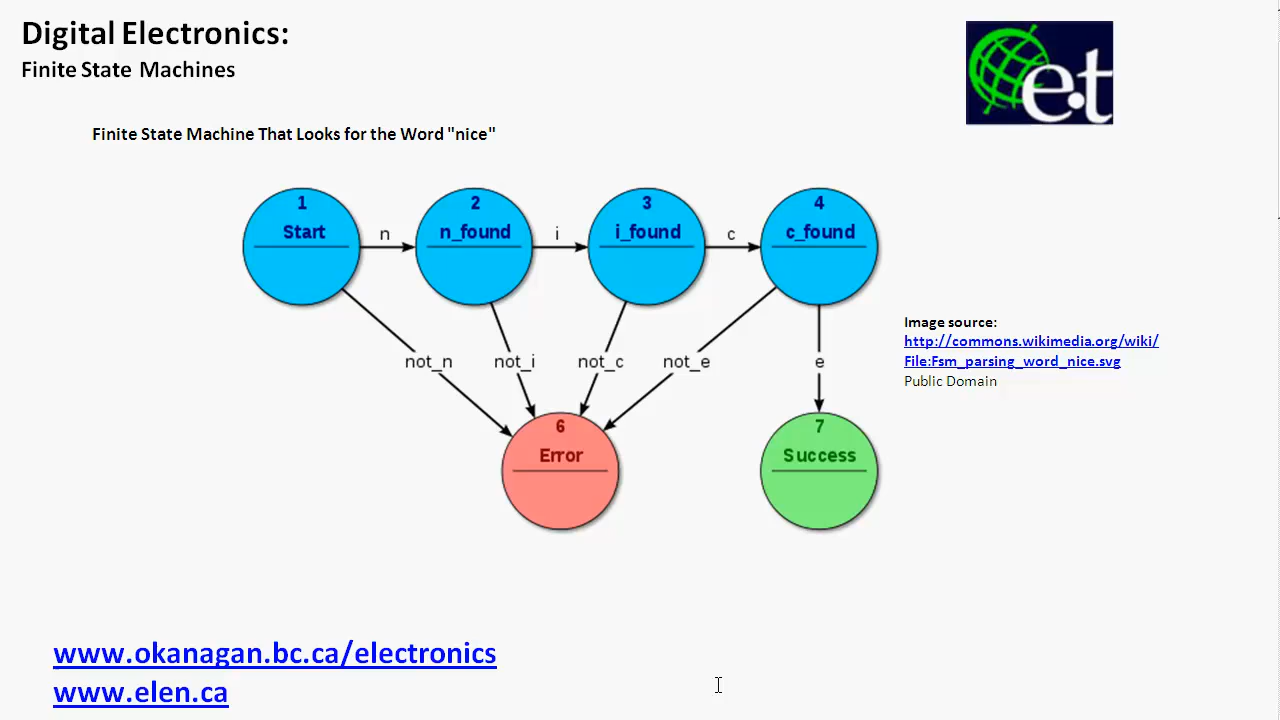 Digital Electronics:
Finite State Machines
e.t
Finite State Machine That Looks for the Word "nice"
1
Start
n
2
n_found
i
3
i_found
c
4
c_found
not_n
not_i
not_c
not_e
e
6
Error
7
Success
Image source:
http://commons.wikimedia.org/wiki/
File:Fsm_parsing_word_nice.svg
Public Domain
www.okanagan.bc.ca/electronics
www.elen.ca